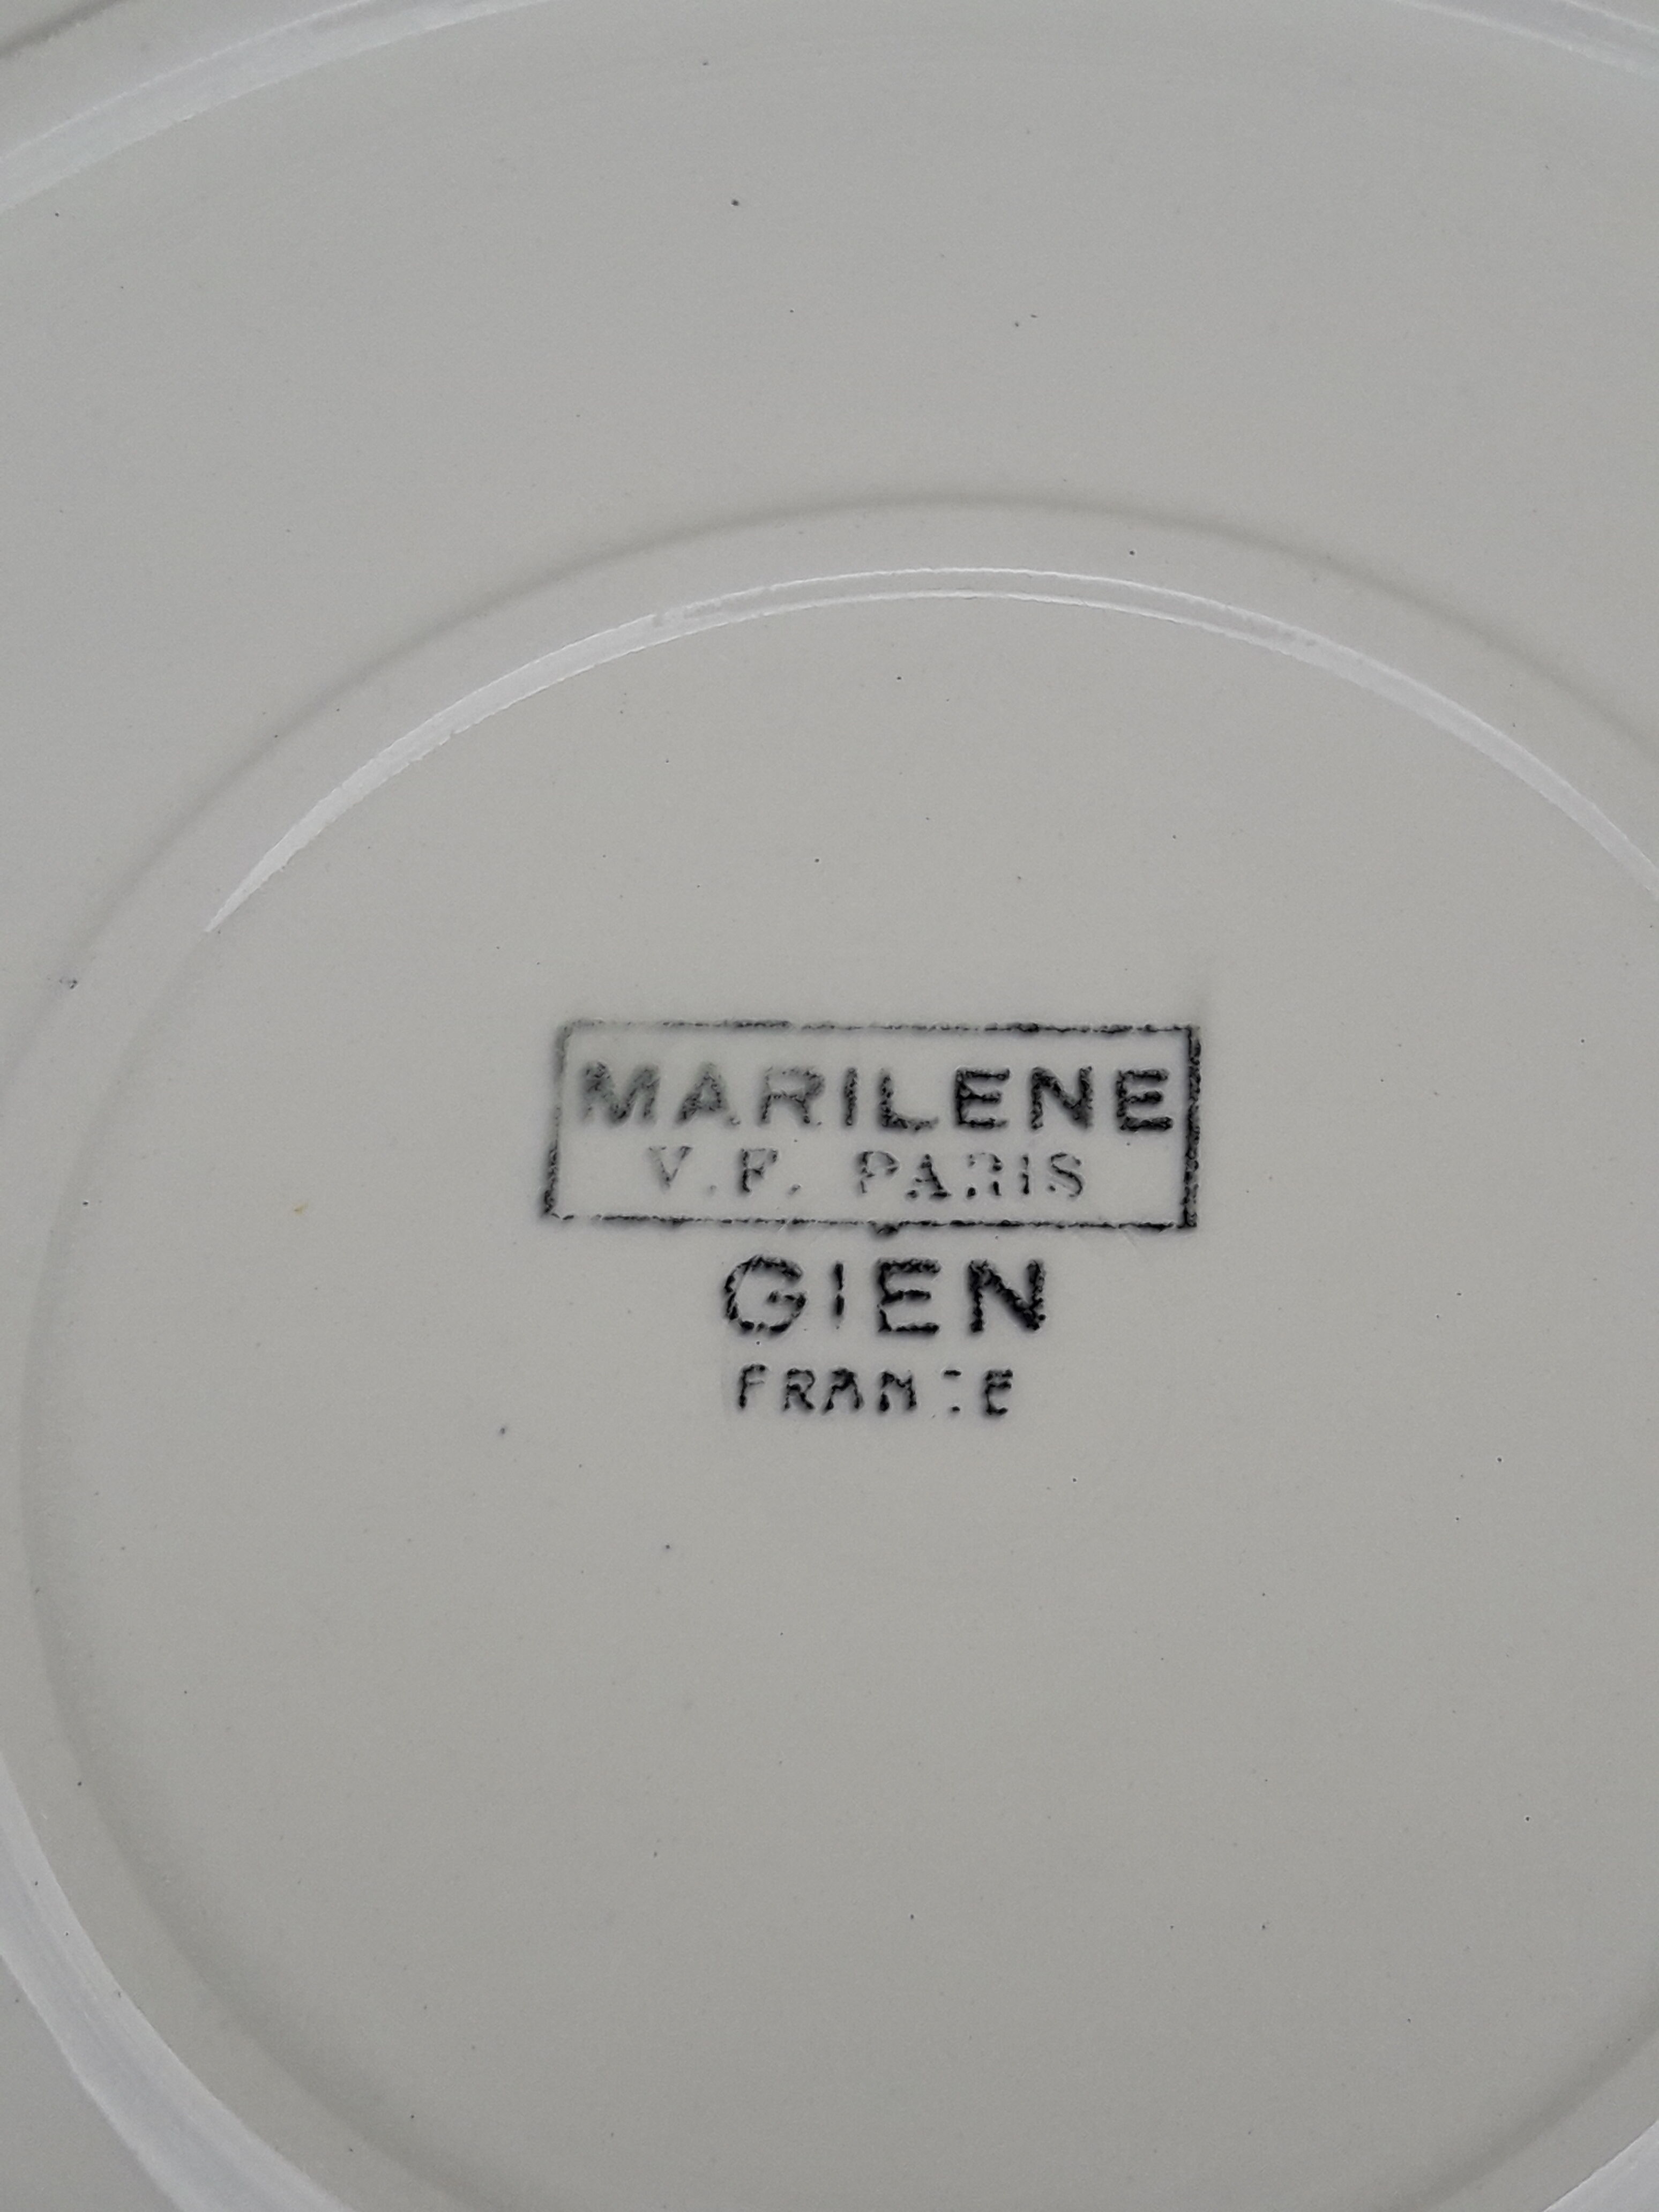 MARILENE
V.F. PARIS
GIEN
FRANCE